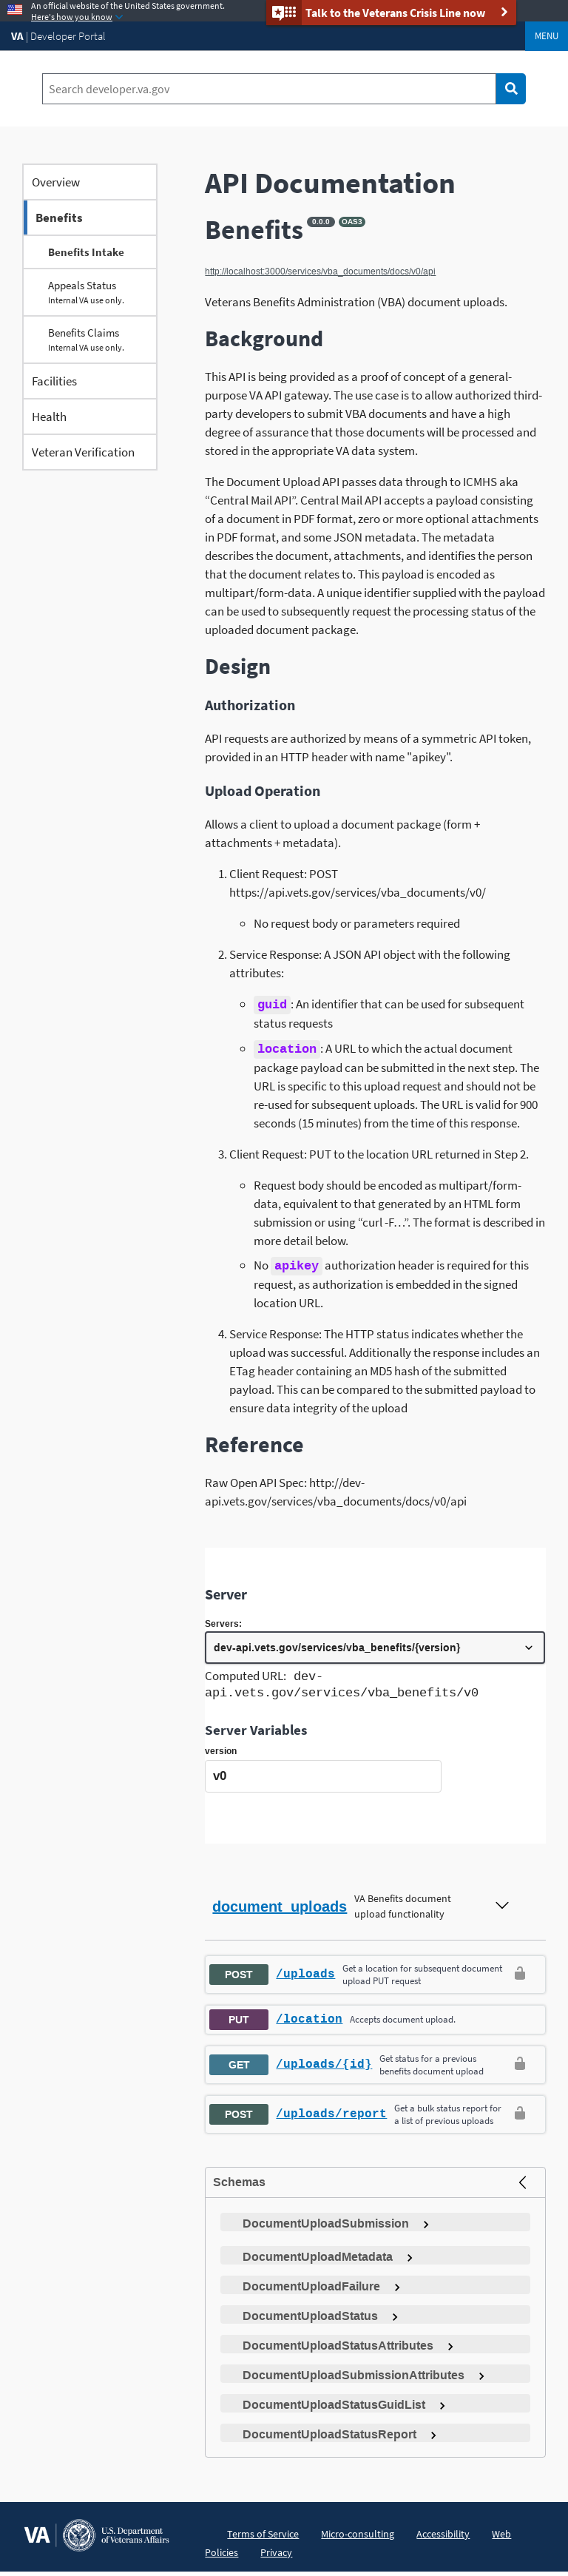 An official website of the United States government.
Here's how you know
Talk to the Veterans Crisis Line now
VA | Developer Portal
MENU
Search developer.va.gov
Overview
Benefits
Benefits Intake
Appeals Status
Internal VA use only.
Benefits Claims
Internal VA use only.
Facilities
Health
Veteran Verification
API Documentation
Benefits 0.0.0 OAS3
http://localhost:3000/services/vba_documents/docs/v0/api
Veterans Benefits Administration (VBA) document uploads.
Background
This API is being provided as a proof of concept of a general-
purpose VA API gateway. The use case is to allow authorized third-
party developers to submit VBA documents and have a high
degree of assurance that those documents will be processed and
stored in the appropriate VA data system.
The Document Upload API passes data through to ICMHS aka
“Central Mail API”. Central Mail API accepts a payload consisting
of a document in PDF format, zero or more optional attachments
in PDF format, and some JSON metadata. The metadata
describes the document, attachments, and identifies the person
that the document relates to. This payload is encoded as
multipart/form-data. A unique identifier supplied with the payload
can be used to subsequently request the processing status of the
uploaded document package.
Design
Authorization
API requests are authorized by means of a symmetric API token,
provided in an HTTP header with name "apikey".
Upload Operation
Allows a client to upload a document package (form +
attachments + metadata).
1. Client Request: POST
https://api.vets.gov/services/vba_documents/v0/
No request body or parameters required
2. Service Response: A JSON API object with the following
attributes:
guid: An identifier that can be used for subsequent
status requests
location: A URL to which the actual document
package payload can be submitted in the next step. The
URL is specific to this upload request and should not be
re-used for subsequent uploads. The URL is valid for 900
seconds (15 minutes) from the time of this response.
3. Client Request: PUT to the location URL returned in Step 2.
Request body should be encoded as multipart/form-
data, equivalent to that generated by an HTML form
submission or using “curl -F…”. The format is described in
more detail below.
No apikey authorization header is required for this
request, as authorization is embedded in the signed
location URL.
4. Service Response: The HTTP status indicates whether the
upload was successful. Additionally the response includes an
ETag header containing an MD5 hash of the submitted
payload. This can be compared to the submitted payload to
ensure data integrity of the upload
Reference
Raw Open API Spec: http://dev-
api.vets.gov/services/vba_documents/docs/v0/api
Server
Servers:
dev-api.vets.gov/services/vba_benefits/{version}
Computed URL: dev-
api.vets.gov/services/vba_benefits/v0
Server Variables
version
v0
document_uploads
VA Benefits document
upload functionality
POST /uploads
Get a location for subsequent document
upload PUT request
PUT /location Accepts document upload.
GET /uploads/{id}
Get status for a previous
benefits document upload
POST /uploads/report
Get a bulk status report for
a list of previous uploads
Schemas
DocumentUploadSubmission
DocumentUploadMetadata
DocumentUploadFailure
DocumentUploadStatus
DocumentUploadStatusAttributes
DocumentUploadSubmissionAttributes
DocumentUploadStatusGuidList
DocumentUploadStatusReport
VA
U.S. Department
of Veterans Affairs
Terms of Service Micro-consulting Accessibility Web
Policies Privacy